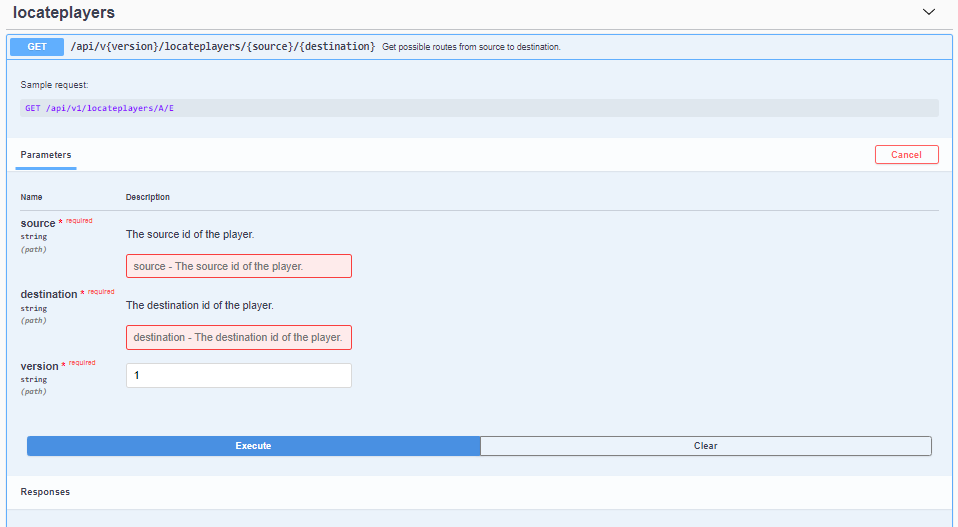 locateplayers
GET /api/v{version}/locateplayers/{source}/{destination} Get possible routes from source to destination.
Sample request:
GET /api/v1/locateplayers/A/E
Parameters
Cancel
Name Description
source * required
string
(path)
The source id of the player.
source - The source id of the player.
destination * required
string
(path)
The destination id of the player.
destination - The destination id of the player.
version * required
string
(path)
1
Execute Clear
Responses